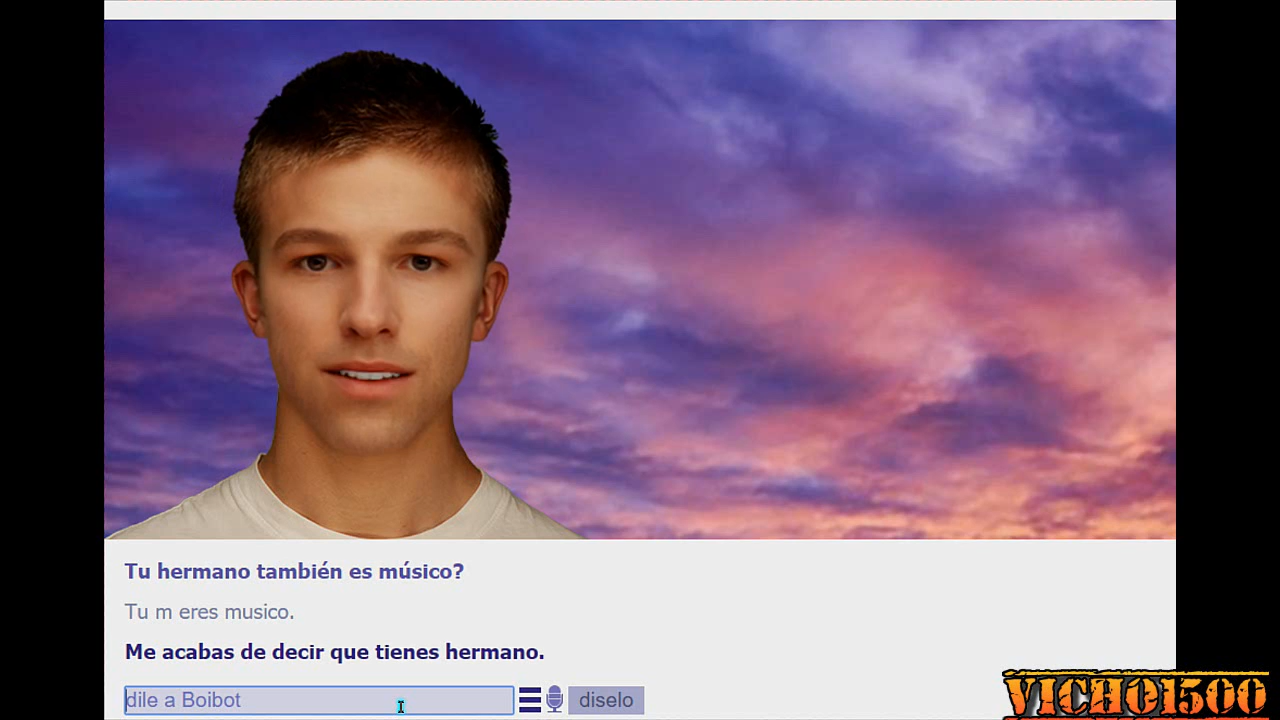 Tu hermano también es músico?
Tu m eres musico.
Me acabas de decir que tienes hermano.
dile a Boibot
diselo
VICHO1500